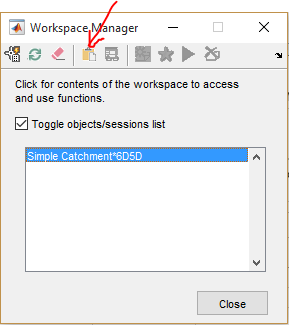 Workspace Manager
Click for contents of the workspace to access
and use functions.
Toggle objects/sessions list
Simple Catchment*6D5D
Close